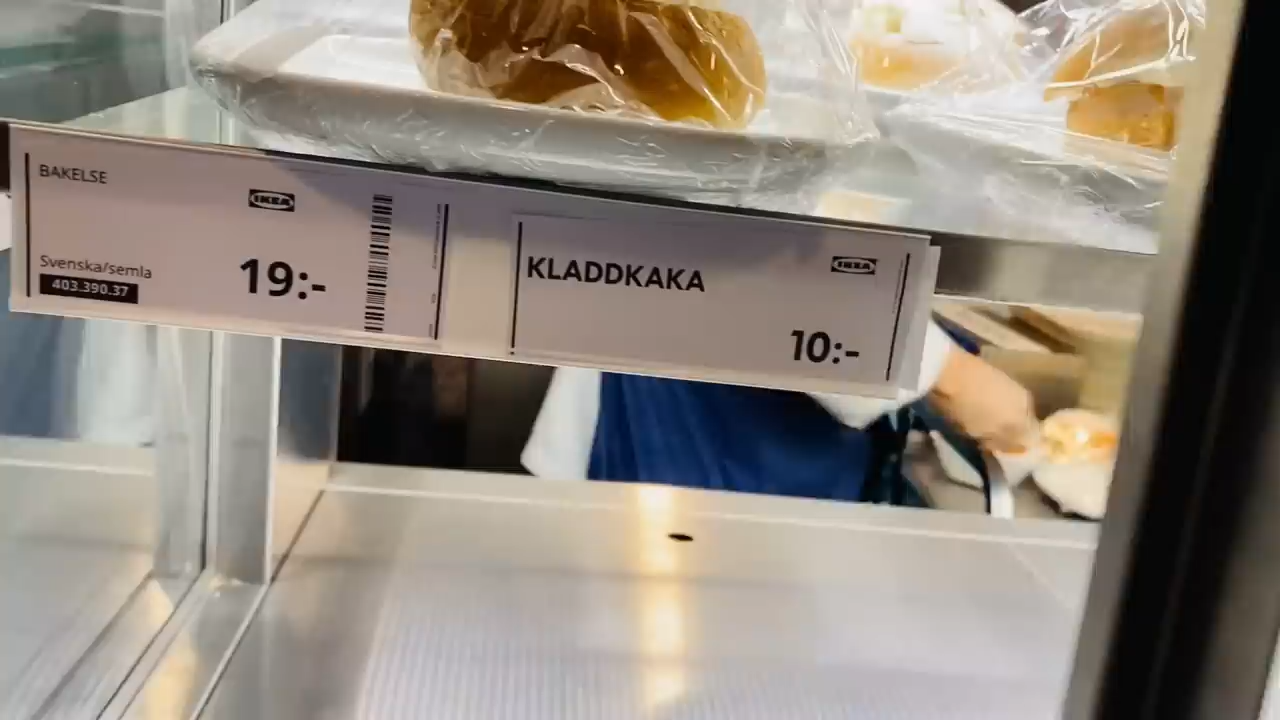 BAKELSE
IKEA
Svenska/semla
403.390.37
19:-
KLADDKAKA
IKEA
10:-